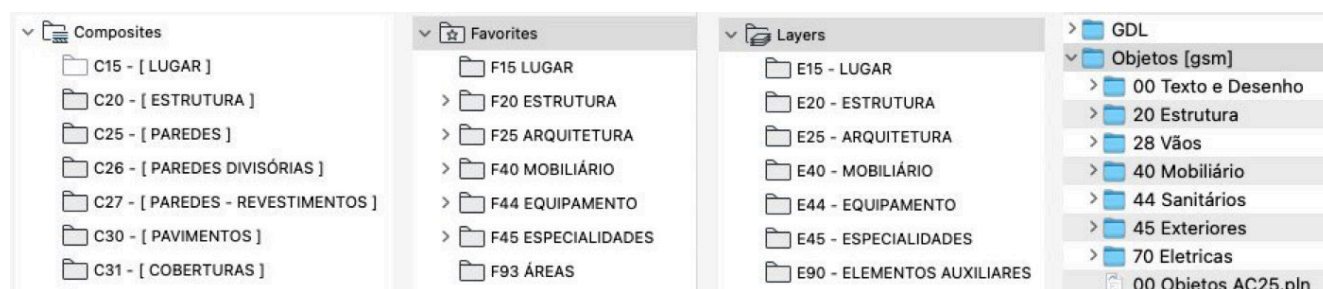 Composites
C15 - [ LUGAR ]
C20 - [ ESTRUTURA ]
C25 - [ PAREDES ]
C26 - [ PAREDES DIVISÓRIAS ]
C27 - [ PAREDES - REVESTIMENTOS ]
C30 - [ PAVIMENTOS ]
C31 - [ COBERTURAS ]
Favorites
F15 LUGAR
F20 ESTRUTURA
F25 ARQUITETURA
F40 MOBILIÁRIO
F44 EQUIPAMENTO
F45 ESPECIALIDADES
F93 ÁREAS
Layers
E15 - LUGAR
E20 - ESTRUTURA
E25 - ARQUITETURA
E40 - MOBILIÁRIO
E44 - EQUIPAMENTO
E45 - ESPECIALIDADES
E90 - ELEMENTOS AUXILIARES
GDL
Objetos [gsm]
00 Texto e Desenho
20 Estrutura
28 Vãos
40 Mobiliário
44 Sanitários
45 Exteriores
70 Eletricas
00 Objetos AC25.pln